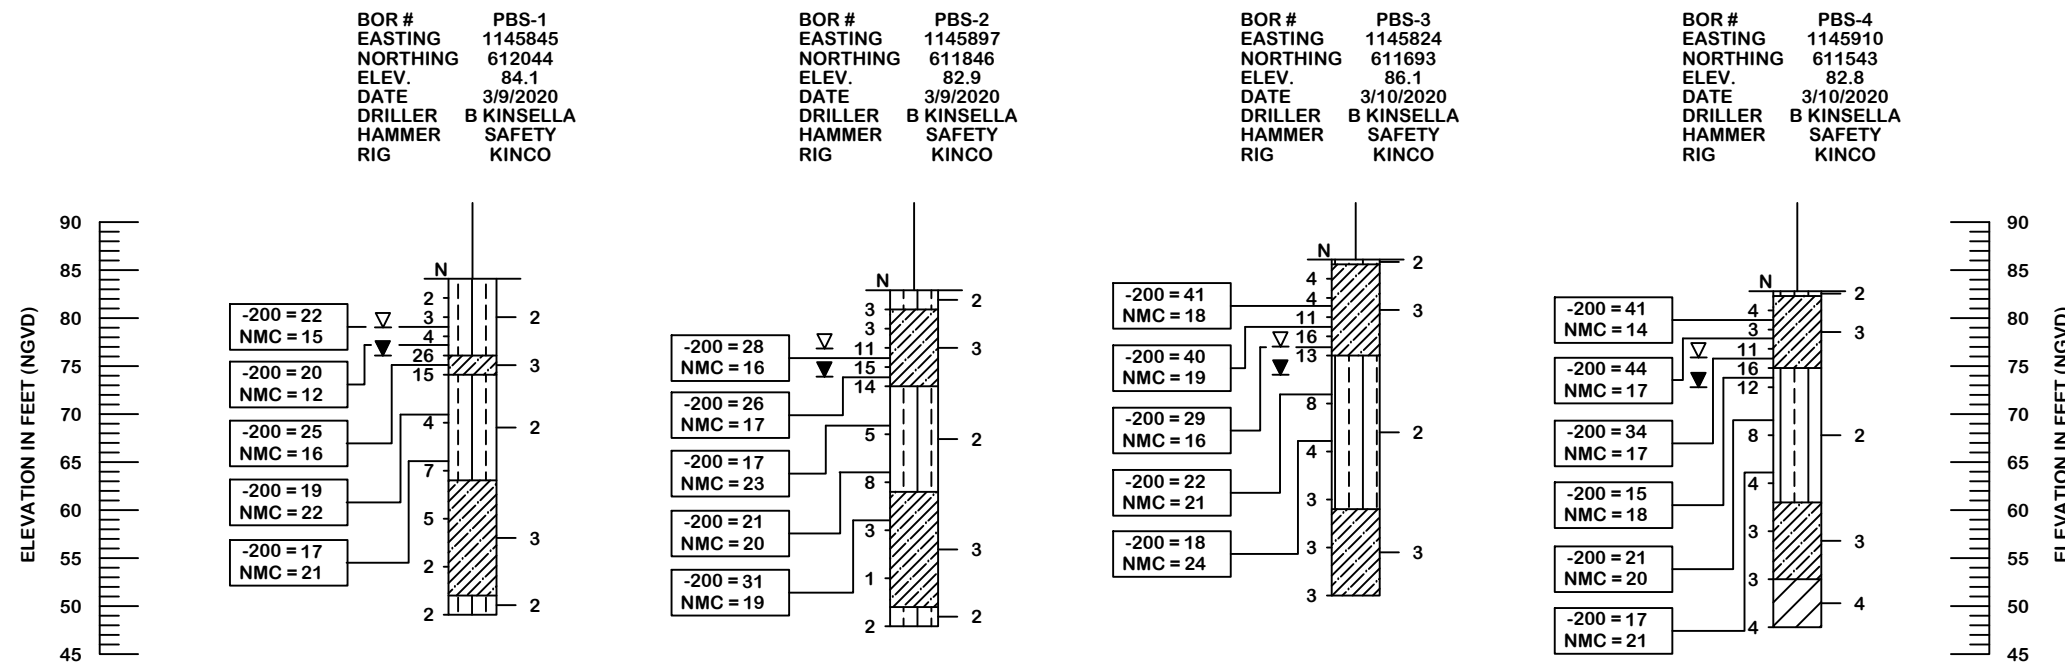 BOR # PBS-1
EASTING 1145845
NORTHING 612044
ELEV. 84.1
DATE 3/9/2020
DRILLER B KINSELLA
HAMMER SAFETY
RIG KINCO
BOR # PBS-2
EASTING 1145897
NORTHING 611846
ELEV. 82.9
DATE 3/9/2020
DRILLER B KINSELLA
HAMMER SAFETY
RIG KINCO
BOR # PBS-3
EASTING 1145824
NORTHING 611693
ELEV. 86.1
DATE 3/10/2020
DRILLER B KINSELLA
HAMMER SAFETY
RIG KINCO
BOR # PBS-4
EASTING 1145910
NORTHING 611543
ELEV. 82.8
DATE 3/10/2020
DRILLER B KINSELLA
HAMMER SAFETY
RIG KINCO
ELEVATION IN FEET (NGVD)
90
85
80
75
70
65
60
55
50
45
-200 = 22
NMC = 15
-200 = 20
NMC = 12
-200 = 25
NMC = 16
-200 = 19
NMC = 22
-200 = 17
NMC = 21
N
2
3
4
26
15
4
7
5
2
2
2
3
2
3
2
-200 = 28
NMC = 16
-200 = 26
NMC = 17
-200 = 17
NMC = 23
-200 = 21
NMC = 20
-200 = 31
NMC = 19
N
3
3
11
15
14
5
8
3
1
2
2
3
2
3
2
-200 = 41
NMC = 18
-200 = 40
NMC = 19
-200 = 29
NMC = 16
-200 = 22
NMC = 21
-200 = 18
NMC = 24
N
4
4
11
16
13
8
4
3
3
3
2
3
2
3
-200 = 41
NMC = 14
-200 = 44
NMC = 17
-200 = 34
NMC = 17
-200 = 15
NMC = 18
-200 = 21
NMC = 20
-200 = 17
NMC = 21
N
4
3
11
16
12
8
4
3
3
4
2
3
2
3
4
90
85
80
75
70
65
60
55
50
45
ELEVATION IN FEET (NGVD)